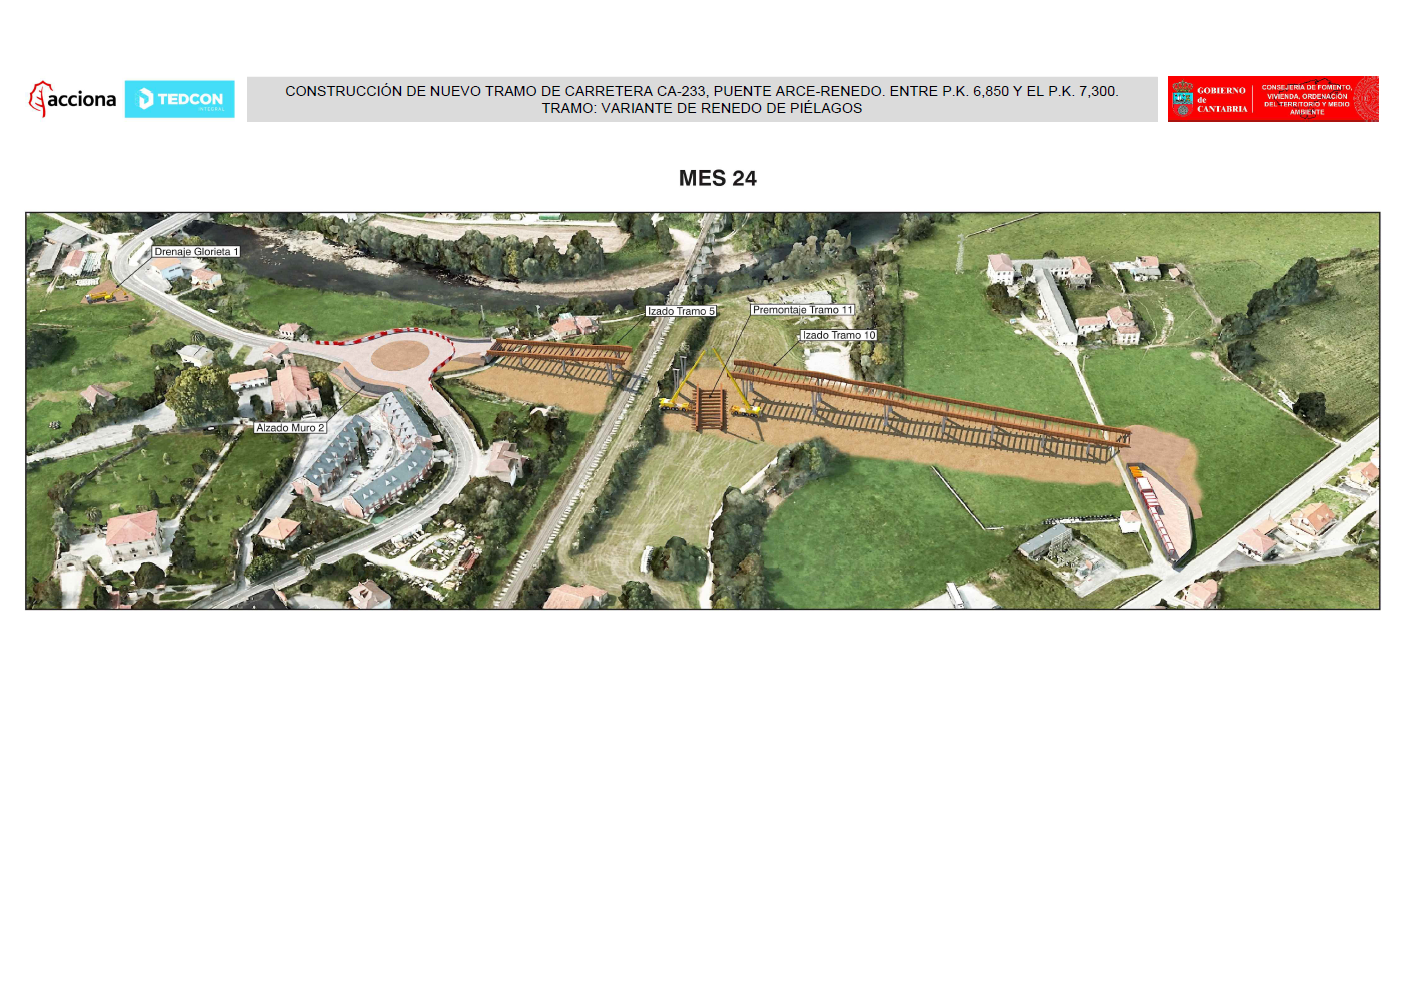 acciona
TEDCON
INTEGRAL
CONSTRUCCIÓN DE NUEVO TRAMO DE CARRETERA CA-233, PUENTE ARCE-RENEDO. ENTRE P.K. 6,850 Y EL P.K. 7,300.
TRAMO: VARIANTE DE RENEDO DE PIÉLAGOS
GOBIERNO
de
CANTABRIA
CONSEJERÍA DE FOMENTO,
VIVIENDA, ORDENACIÓN
DEL TERRITORIO Y MEDIO
AMBIENTE
MES 24
Drenaje Glorieta 1
Izado Tramo 5
Premontaje Tramo 11
Izado Tramo 10
Alzado Muro 2